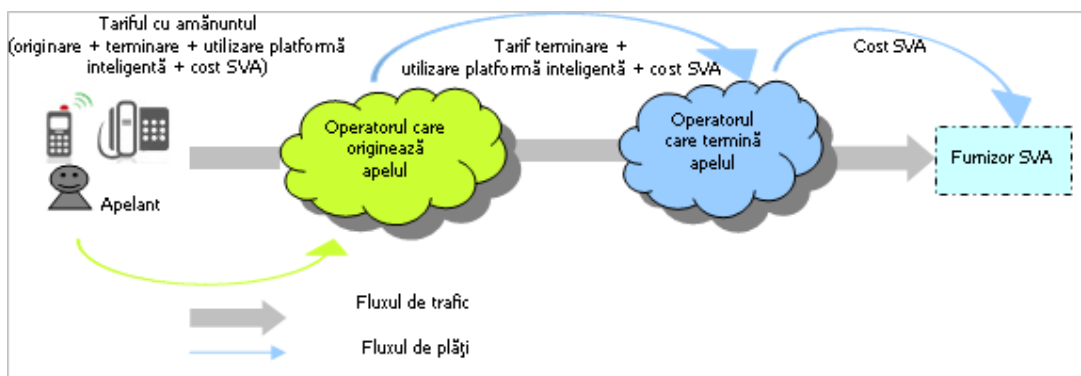 Tariful cu amănuntul
(originare + terminare + utilizare platformă
inteligentă + cost SVA)
Tarif terminare +
utilizare platformă inteligentă + cost SVA
Cost SVA
Operatorul care
originează
apelul
Operatorul
care termină
apelul
Furnizor SVA
Apelant
Fluxul de trafic
Fluxul de plăţi